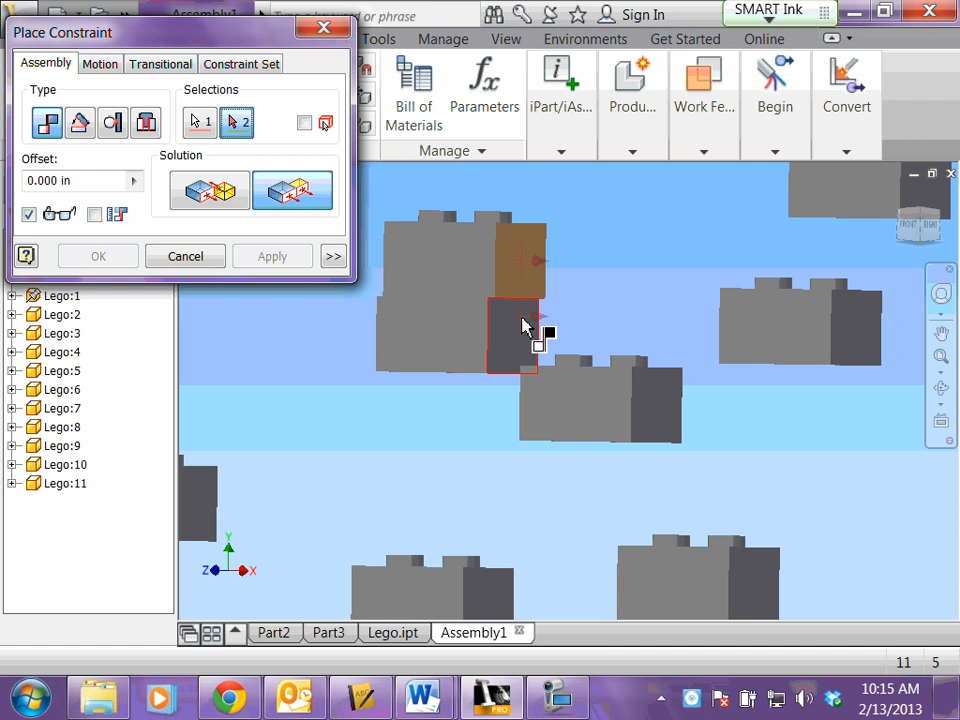 Place Constraint
Assembly1
or phrase
Sign In
SMART Ink
Tools Manage View Environments Get Started Online
Assembly Motion Transitional Constraint Set
Type
Selections
1 2
Offset:
0.000 in
Solution
OK Cancel Apply >>
Bill of Materials
Parameters
iPart/iAs...
Produ...
Work Fe...
Begin
Convert
Manage
FRONT RIGHT
Lego:1
Lego:2
Lego:3
Lego:4
Lego:5
Lego:6
Lego:7
Lego:8
Lego:9
Lego:10
Lego:11
Y
Z X
Part2 Part3 Lego.ipt Assembly1
11 5
ABC
W
PRO
10:15 AM
2/13/2013